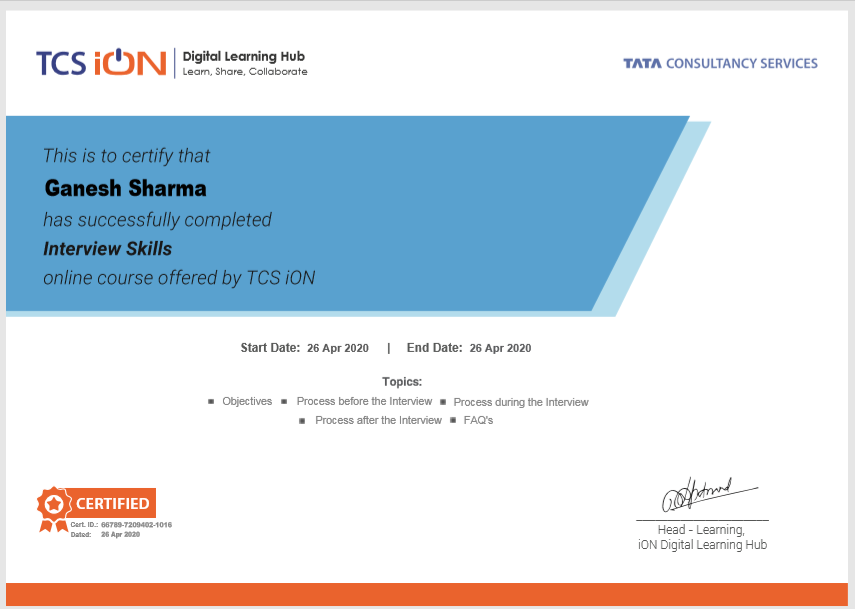 TCS iON
Digital Learning Hub
Learn, Share, Collaborate
TATA CONSULTANCY SERVICES
This is to certify that
Ganesh Sharma
has successfully completed
Interview Skills
online course offered by TCS iON
Start Date: 26 Apr 2020 | End Date: 26 Apr 2020
Topics:
▪ Objectives ▪ Process before the Interview ▪ Process during the Interview
▪ Process after the Interview ▪ FAQ's
CERTIFIED
Cert. ID.: 66789-7209402-1016
Dated: 26 Apr 2020
Head - Learning,
iON Digital Learning Hub